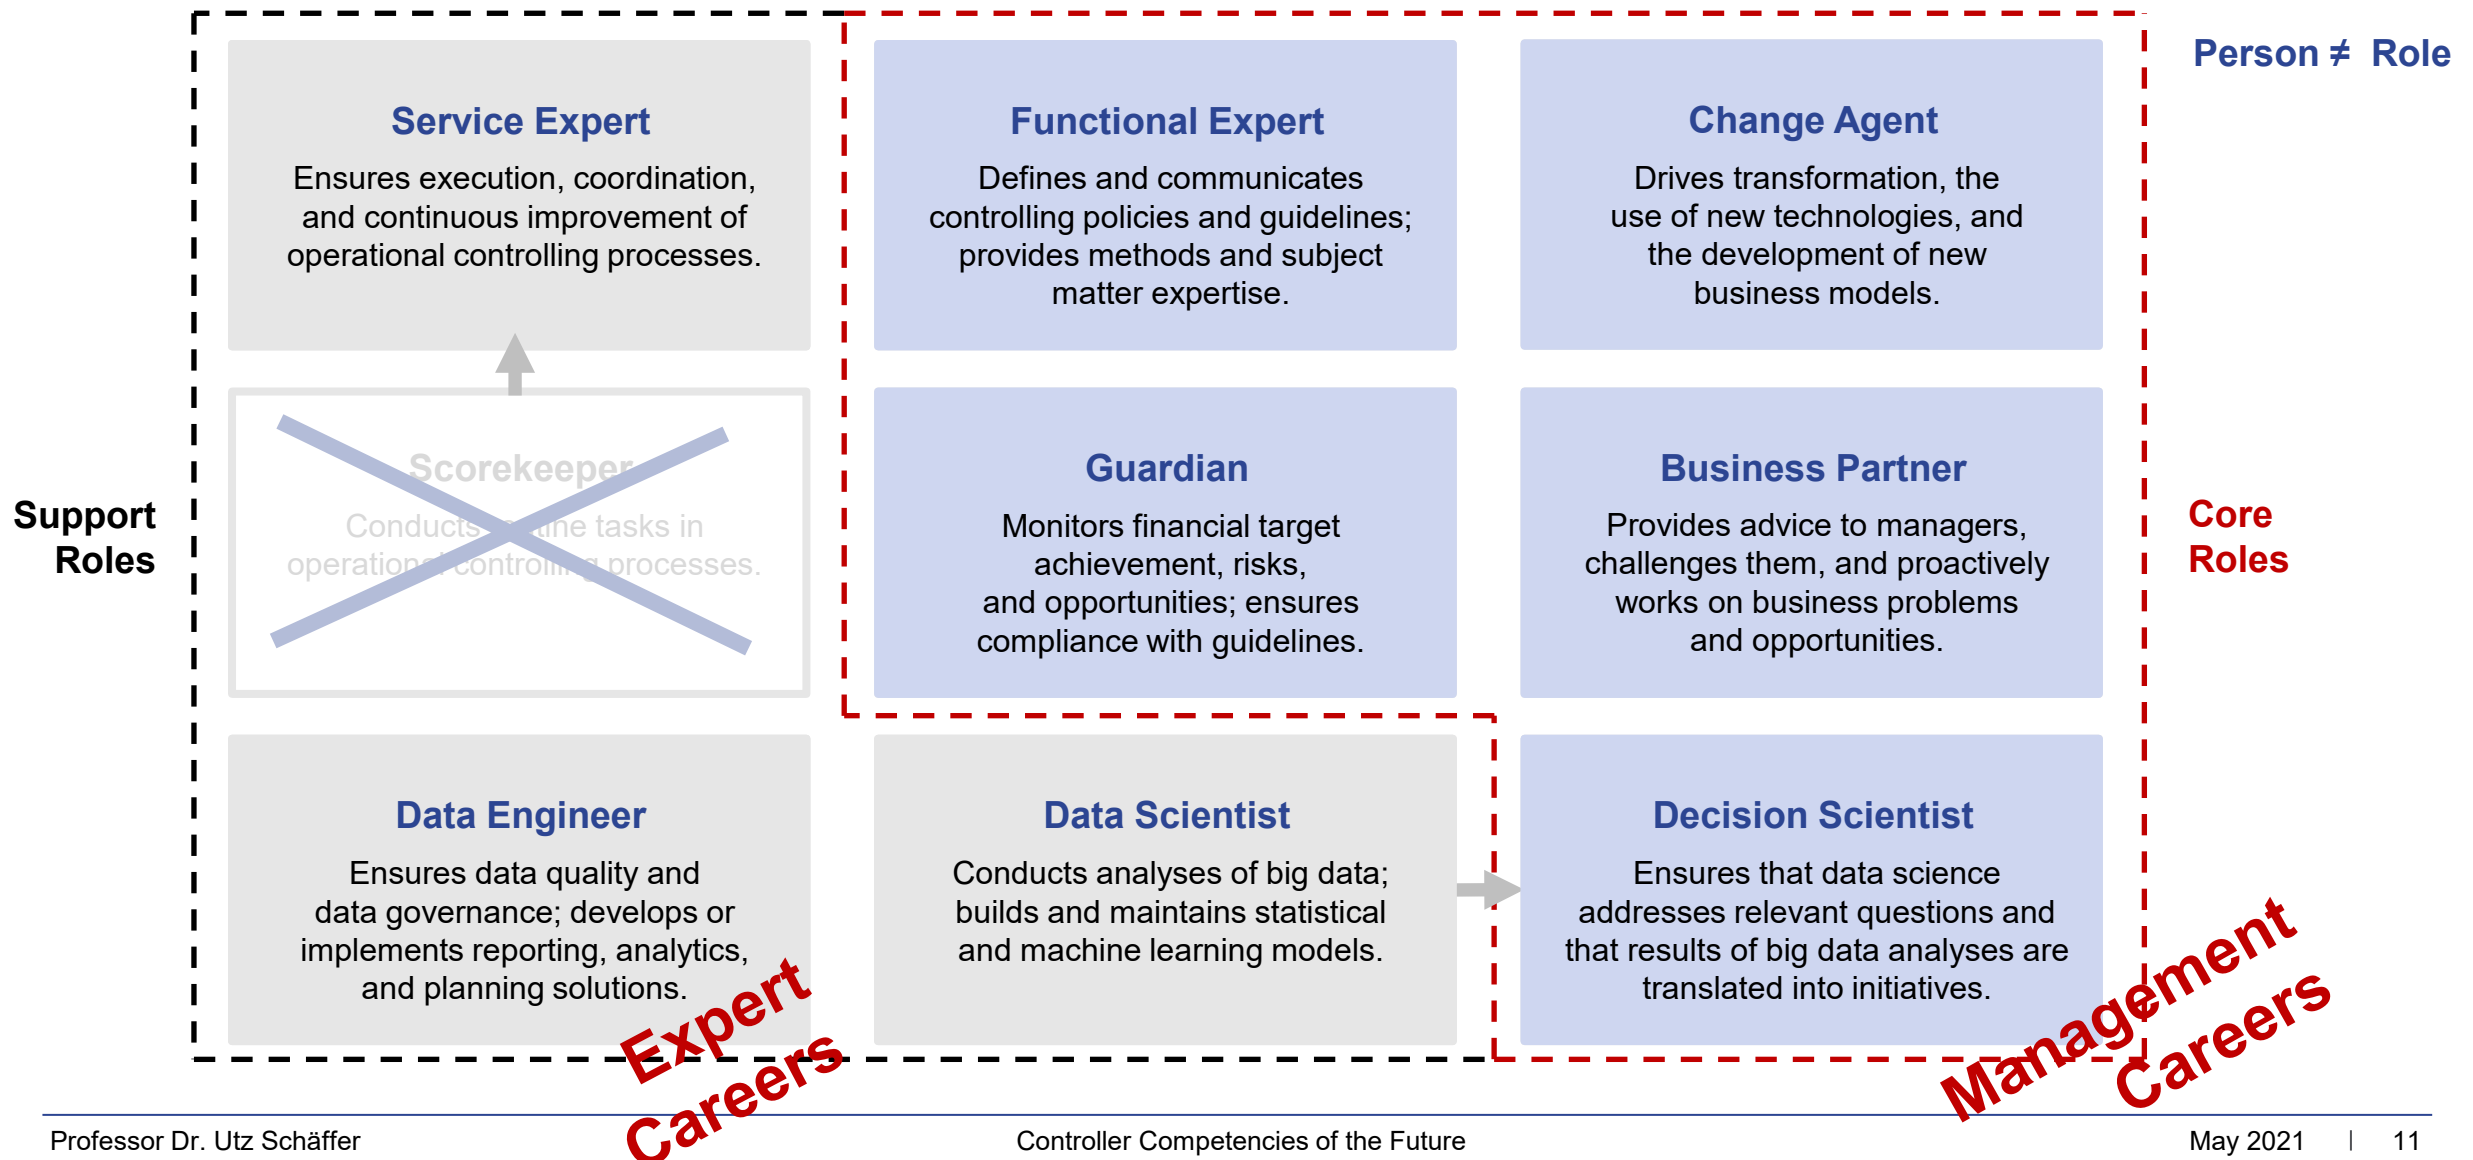 Person ≠ Role
Service Expert
Ensures execution, coordination,
and continuous improvement of
operational controlling processes.
Functional Expert
Defines and communicates
controlling policies and guidelines;
provides methods and subject
matter expertise.
Change Agent
Drives transformation, the
use of new technologies, and
the development of new
business models.
Support
Roles
Scorekeeper
Conducts routine tasks in
operational controlling processes.
Guardian
Monitors financial target
achievement, risks,
and opportunities; ensures
compliance with guidelines.
Business Partner
Provides advice to managers,
challenges them, and proactively
works on business problems
and opportunities.
Core
Roles
Data Engineer
Ensures data quality and
data governance; develops or
implements reporting, analytics,
and planning solutions.
Data Scientist
Conducts analyses of big data;
builds and maintains statistical
and machine learning models.
Decision Scientist
Ensures that data science
addresses relevant questions and
that results of big data analyses are
translated into initiatives.
Expert
Careers
Management
Careers
Professor Dr. Utz Schäffer
Controller Competencies of the Future
May 2021 | 11